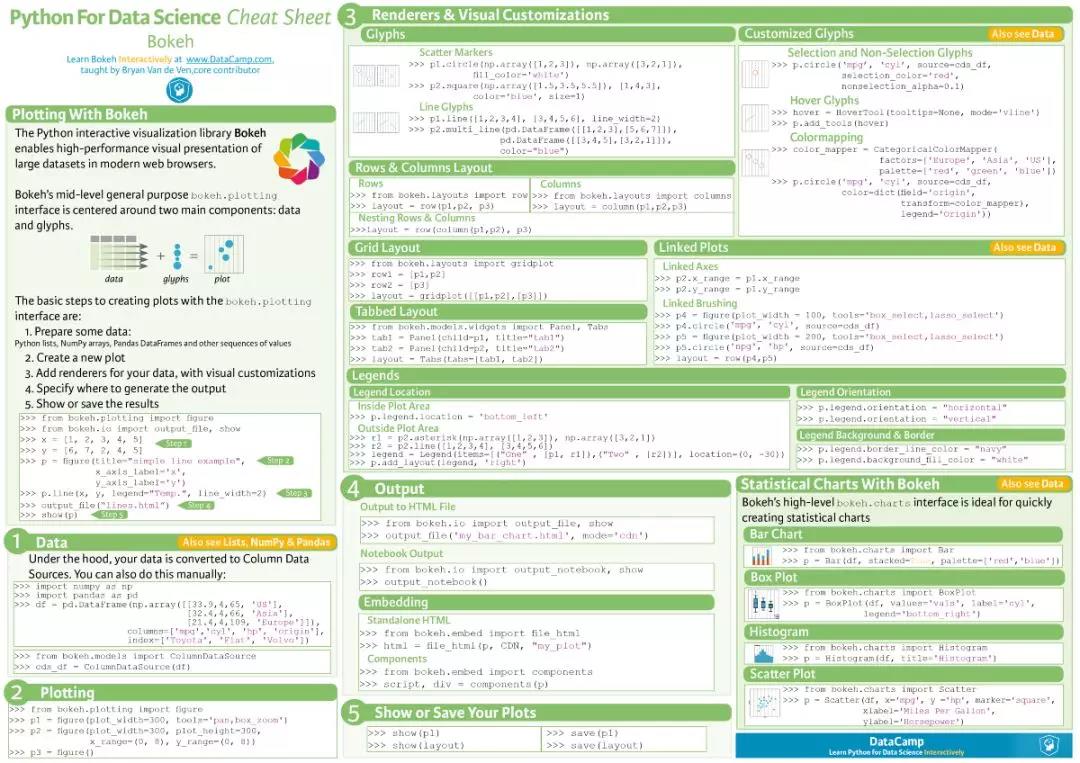 Python For Data Science Cheat Sheet
Bokeh
Learn Bokeh Interactively at www.DataCamp.com,
taught by Bryan Van de Ven,core contributor
Plotting With Bokeh
The Python interactive visualization library Bokeh
enables high-performance visual presentation of
large datasets in modern web browsers.
Bokeh's mid-level general purpose bokeh.plotting
interface is centered around two main components: data
and glyphs.
+ =
data glyphs plot
The basic steps to creating plots with the bokeh.plotting
interface are:
1. Prepare some data:
Python lists, NumPy arrays, Pandas DataFrames and other sequences of values
2. Create a new plot
3. Add renderers for your data, with visual customizations
4. Specify where to generate the output
5. Show or save the results
>>> from bokeh.plotting import figure
>>> from bokeh.io import output_file, show
>>> x = [1, 2, 3, 4, 5] Step 1
>>> y = [6, 7, 2, 4, 5]
>>> p = figure(title="simple line example", Step 2
x_axis_label='x',
y_axis_label='y')
>>> p.line(x, y, legend="Temp.", line_width=2) Step 3
>>> output_file("lines.html") Step 4
>>> show(p) Step 5
1 Data Also see Lists, NumPy & Pandas
Under the hood, your data is converted to Column Data
Sources. You can also do this manually:
>>> import numpy as np
>>> import pandas as pd
>>> df = pd.DataFrame(np.array([[33.9,4,65, 'US'],
[32.4,4,66, 'Asia'],
[21.4,4,109, 'Europe']]),
columns=['mpg','cyl', 'hp', 'origin'],
index=['Toyota', 'Fiat', 'Volvo'])
>>> from bokeh.models import ColumnDataSource
>>> cds_df = ColumnDataSource(df)
2 Plotting
>>> from bokeh.plotting import figure
>>> p1 = figure(plot_width=300, tools='pan,box_zoom')
>>> p2 = figure(plot_width=300, plot_height=300,
x_range=(0, 8), y_range=(0, 8))
>>> p3 = figure()
3 Renderers & Visual Customizations
Glyphs
Scatter Markers
>>> p1.circle(np.array([1,2,3]), np.array([3,2,1]),
fill_color='white')
>>> p2.square(np.array([1.5,3.5,5.5]), [1,4,3],
color='blue', size=1)
Line Glyphs
>>> p1.line([1,2,3,4], [3,4,5,6], line_width=2)
>>> p2.multi_line(pd.DataFrame([[1,2,3],[5,6,7]]),
pd.DataFrame([[3,4,5],[3,2,1]]),
color="blue")
Customized Glyphs Also see Data
Selection and Non-Selection Glyphs
>>> p.circle('mpg', 'cyl', source=cds_df,
selection_color='red',
nonselection_alpha=0.1)
Hover Glyphs
>>> hover = HoverTool(tooltips=None, mode='vline')
>>> p.add_tools(hover)
Colormapping
>>> color_mapper = CategoricalColorMapper(
factors=['Europe', 'Asia', 'US'],
palette=['red', 'green', 'blue'])
>>> p.circle('mpg', 'cyl', source=cds_df,
color=dict(field='origin',
transform=color_mapper),
legend='Origin'))
Rows & Columns Layout
Rows
>>> from bokeh.layouts import row
>>> layout = row(p1,p2, p3)
Columns
>>> from bokeh.layouts import columns
>>> layout = column(p1,p2,p3)
Nesting Rows & Columns
>>>layout = row(column(p1,p2), p3)
Grid Layout
>>> from bokeh.layouts import gridplot
>>> row1 = [p1,p2]
>>> row2 = [p3]
>>> layout = gridplot([[p1,p2],[p3]])
Tabbed Layout
>>> from bokeh.models.widgets import Panel, Tabs
>>> tab1 = Panel(child=p1, title="tab1")
>>> tab2 = Panel(child=p2, title="tab2")
>>> layout = Tabs(tabs=[tab1, tab2])
Linked Plots Also see Data
Linked Axes
>>> p2.x_range = p1.x_range
>>> p2.y_range = p1.y_range
Linked Brushing
>>> p4 = figure(plot_width = 100, tools='box_select,lasso_select')
>>> p4.circle('mpg', 'cyl', source=cds_df)
>>> p5 = figure(plot_width = 200, tools='box_select,lasso_select')
>>> p5.circle('mpg', 'hp', source=cds_df)
>>> layout = row(p4,p5)
Legends
Legend Location
Inside Plot Area
>>> p.legend.location = 'bottom_left'
Outside Plot Area
>>> r1 = p2.asterisk(np.array([1,2,3]), np.array([3,2,1])
>>> r2 = p2.line([1,2,3,4], [3,4,5,6])
>>> legend = Legend(items=[("One" , [p1, r1]),("Two" , [r2])], location=(0, -30))
>>> p.add_layout(legend, 'right')
Legend Orientation
>>> p.legend.orientation = "horizontal"
>>> p.legend.orientation = "vertical"
Legend Background & Border
>>> p.legend.border_line_color = "navy"
>>> p.legend.background_fill_color = "white"
4 Output
Output to HTML File
>>> from bokeh.io import output_file, show
>>> output_file('my_bar_chart.html', mode='cdn')
Notebook Output
>>> from bokeh.io import output_notebook, show
>>> output_notebook()
Embedding
Standalone HTML
>>> from bokeh.embed import file_html
>>> html = file_html(p, CDN, "my_plot")
Components
>>> from bokeh.embed import components
>>> script, div = components(p)
5 Show or Save Your Plots
>>> show(p1)
>>> show(layout)
>>> save(p1)
>>> save(layout)
Statistical Charts With Bokeh Also see Data
Bokeh's high-level bokeh.charts interface is ideal for quickly
creating statistical charts
Bar Chart
>>> from bokeh.charts import Bar
>>> p = Bar(df, stacked=True, palette=['red','blue'])
Box Plot
>>> from bokeh.charts import BoxPlot
>>> p = BoxPlot(df, values='vals', label='cyl',
legend='bottom_right')
Histogram
>>> from bokeh.charts import Histogram
>>> p = Histogram(df, title='Histogram')
Scatter Plot
>>> from bokeh.charts import Scatter
>>> p = Scatter(df, x='mpg', y ='hp', marker='square',
xlabel='Miles Per Gallon',
ylabel='Horsepower')
DataCamp
Learn Python for Data Science Interactively